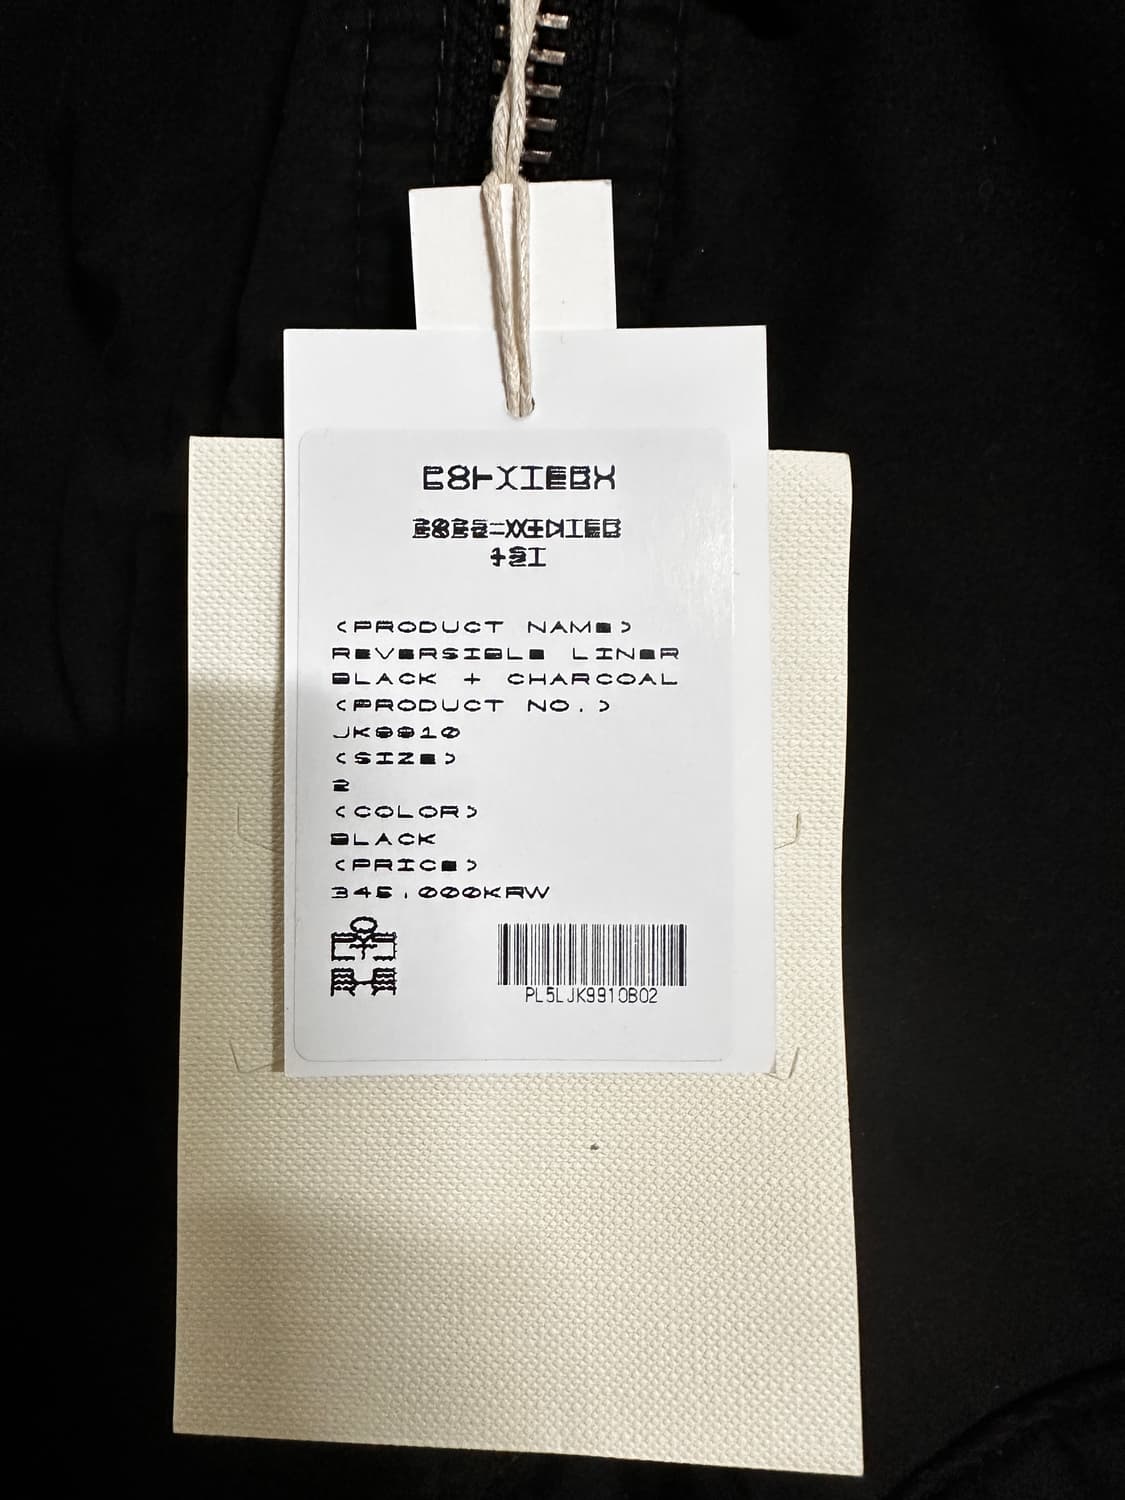 <PRODUCT NAME>
REVERSIBLE LINER
BLACK + CHARCOAL
<PRODUCT NO.>
JK9910
<SIZE>
2
<COLOR>
BLACK
<PRICE>
345,000KRW
PL5LJK9910B02